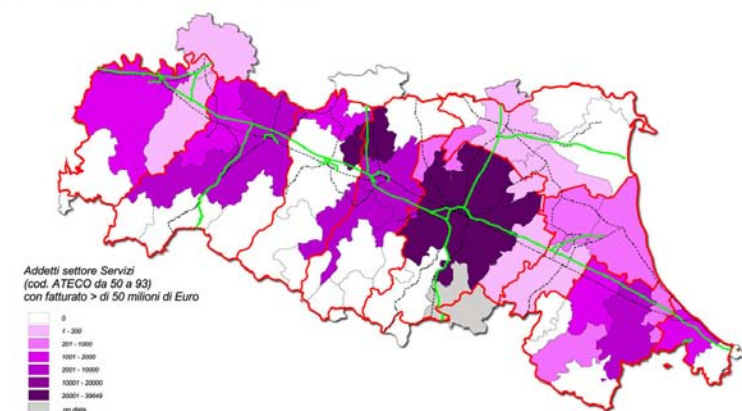 Addetti settore Servizi
(cod. ATECO da 50 a 93)
con fatturato > di 50 milioni di Euro
0
1 - 200
201 - 1000
1001 - 2000
2001 - 10000
10001 - 20000
20001 - 39649
no data